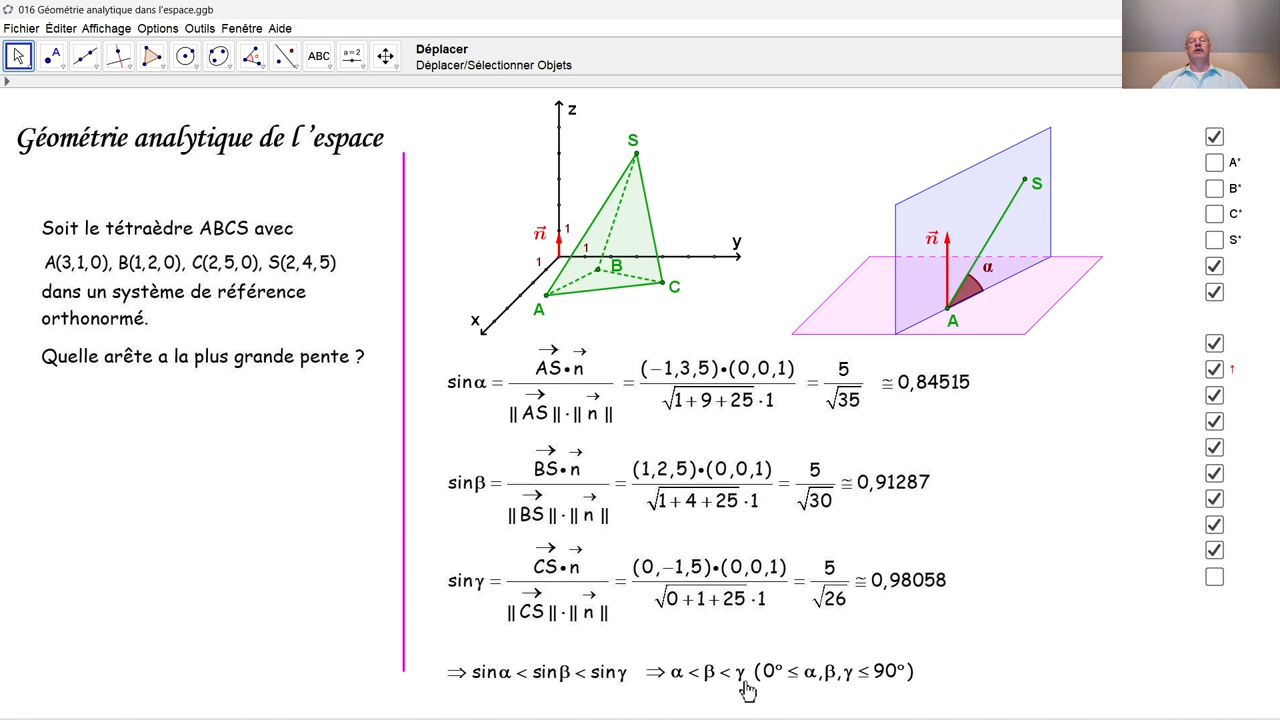 016 Géométrie analytique dans l'espace.ggb
Fichier Éditer Affichage Options Outils Fenêtre Aide
A ABC a=2
Déplacer
Déplacer/Sélectionner Objets
Géométrie analytique de l'espace
Soit le tétraèdre ABCS avec
A(3,1,0), B(1,2,0), C(2,5,0), S(2,4,5)
dans un système de référence
orthonormé.
Quelle arête a la plus grande pente ?
z
S
n⃗ 1
1
y
1
B
C
A
x
S
n⃗
α
A
sinα = AS⃗•n⃗ / (||AS⃗||·||n⃗||) = (−1,3,5)•(0,0,1) / (√(1+9+25)·1) = 5/√35 ≅ 0,84515
sinβ = BS⃗•n⃗ / (||BS⃗||·||n⃗||) = (1,2,5)•(0,0,1) / (√(1+4+25)·1) = 5/√30 ≅ 0,91287
sinγ = CS⃗•n⃗ / (||CS⃗||·||n⃗||) = (0,−1,5)•(0,0,1) / (√(0+1+25)·1) = 5/√26 ≅ 0,98058
⇒ sinα < sinβ < sinγ ⇒ α < β < γ (0° ≤ α,β,γ ≤ 90°)
A*
B*
C*
S*
↑